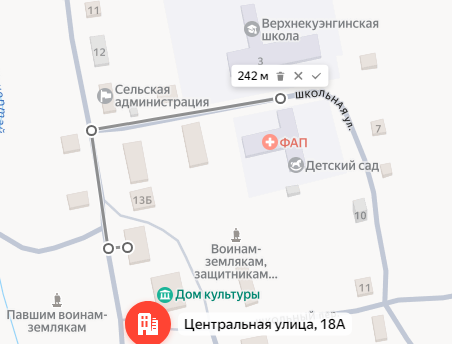 11
Верхнекуэнгинская
школа
12
3
242 м
Сельская
администрация
ШКОЛЬНАЯ УЛ.
7
ФАП
Детский сад
13Б
10
Воинам-
землякам,
защитникам...
11
Дом культуры
Павшим воинам-
землякам
Центральная улица, 18А